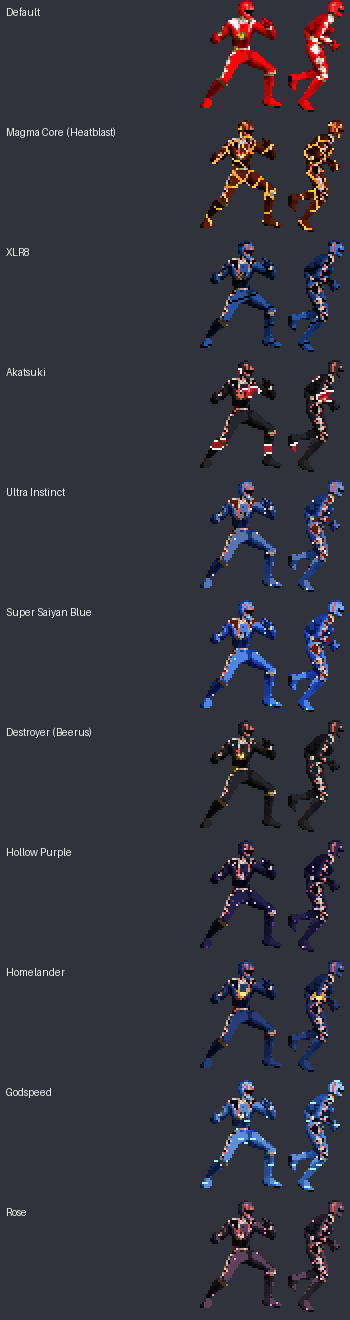 Default
Magma Core (Heatblast)
XLR8
Akatsuki
Ultra Instinct
Super Saiyan Blue
Destroyer (Beerus)
Hollow Purple
Homelander
Godspeed
Rose